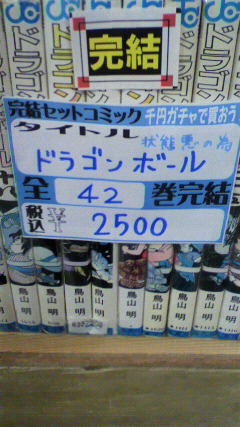 完結
完結セットコミック 千円ガチャで買おう
タイトル 状態悪の為
ドラゴンボール
全 42 巻完結
税込 ¥ 2500
鳥山明
鳥山明
鳥山明
鳥山明
鳥山明
鳥山明
鳥山明
鳥山明